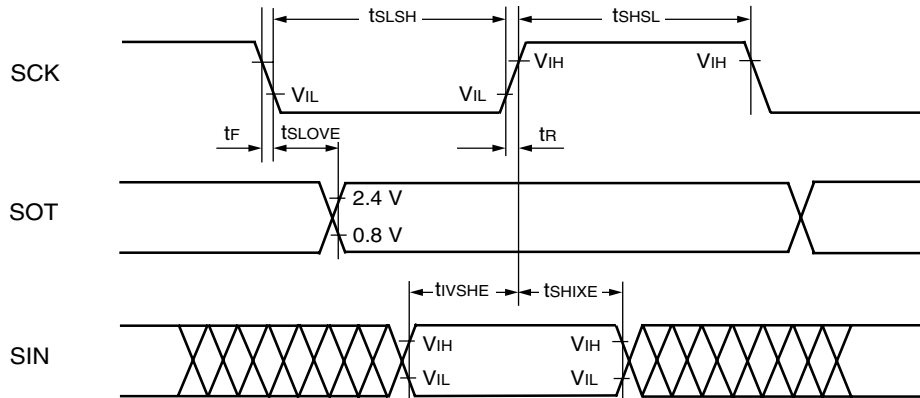 tSLSH tSHSL
SCK VIH VIH
VIL VIL
tF tSLOVE tR
SOT 2.4 V
0.8 V
tIVSHE tSHIXE
SIN VIH VIH
VIL VIL